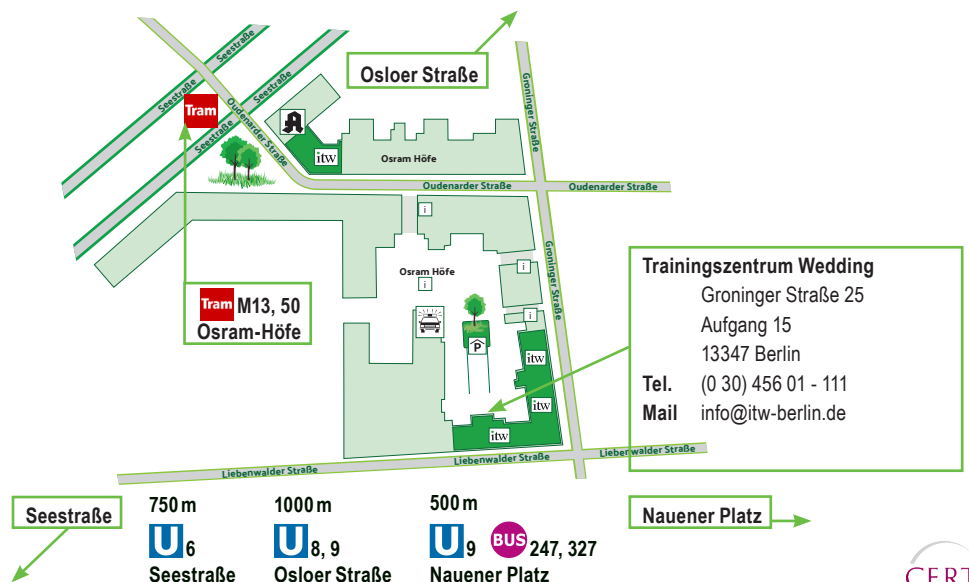 Osloer Straße
Seestraße
Seestraße
Seestraße
Seestraße
Tram
Oudenarder Straße
Groninger Straße
A
itw
Osram Höfe
Oudenarder Straße
Oudenarder Straße
i
Groninger Straße
Osram Höfe
i
i
i
P
itw
itw
itw
Tram M13, 50
Osram-Höfe
Trainingszentrum Wedding
Groninger Straße 25
Aufgang 15
13347 Berlin
Tel. (0 30) 456 01 - 111
Mail info@itw-berlin.de
Liebenwalder Straße
Liebenwalder Straße
Liebenwalder Straße
Seestraße
750 m
U 6
Seestraße
1000 m
U 8, 9
Osloer Straße
500 m
U 9 BUS 247, 327
Nauener Platz
Nauener Platz
CERT